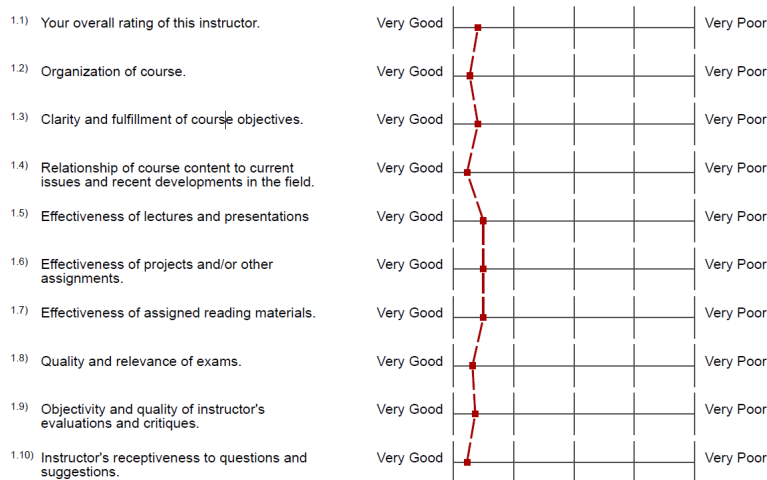 1.1) Your overall rating of this instructor. Very Good Very Poor
1.2) Organization of course. Very Good Very Poor
1.3) Clarity and fulfillment of course objectives. Very Good Very Poor
1.4) Relationship of course content to current Very Good Very Poor
issues and recent developments in the field.
1.5) Effectiveness of lectures and presentations Very Good Very Poor
1.6) Effectiveness of projects and/or other Very Good Very Poor
assignments.
1.7) Effectiveness of assigned reading materials. Very Good Very Poor
1.8) Quality and relevance of exams. Very Good Very Poor
1.9) Objectivity and quality of instructor's Very Good Very Poor
evaluations and critiques.
1.10) Instructor's receptiveness to questions and Very Good Very Poor
suggestions.